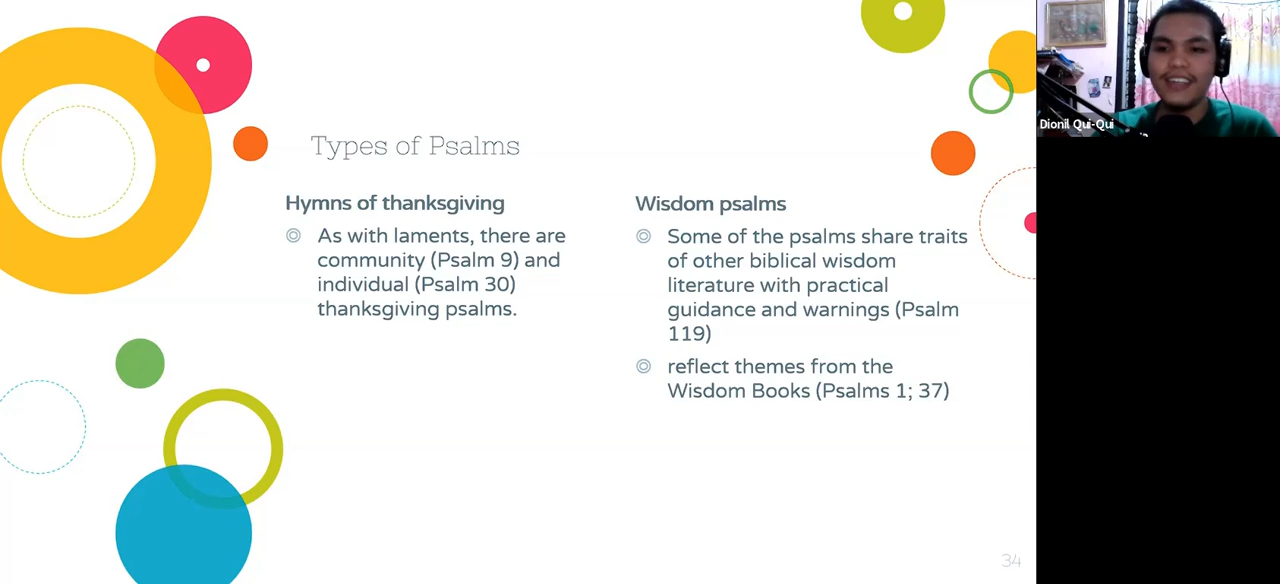 Types of Psalms
Hymns of thanksgiving
As with laments, there are
community (Psalm 9) and
individual (Psalm 30)
thanksgiving psalms.
Wisdom psalms
Some of the psalms share traits
of other biblical wisdom
literature with practical
guidance and warnings (Psalm
119)
reflect themes from the
Wisdom Books (Psalms 1; 37)
34
Dionil Qui-Qui